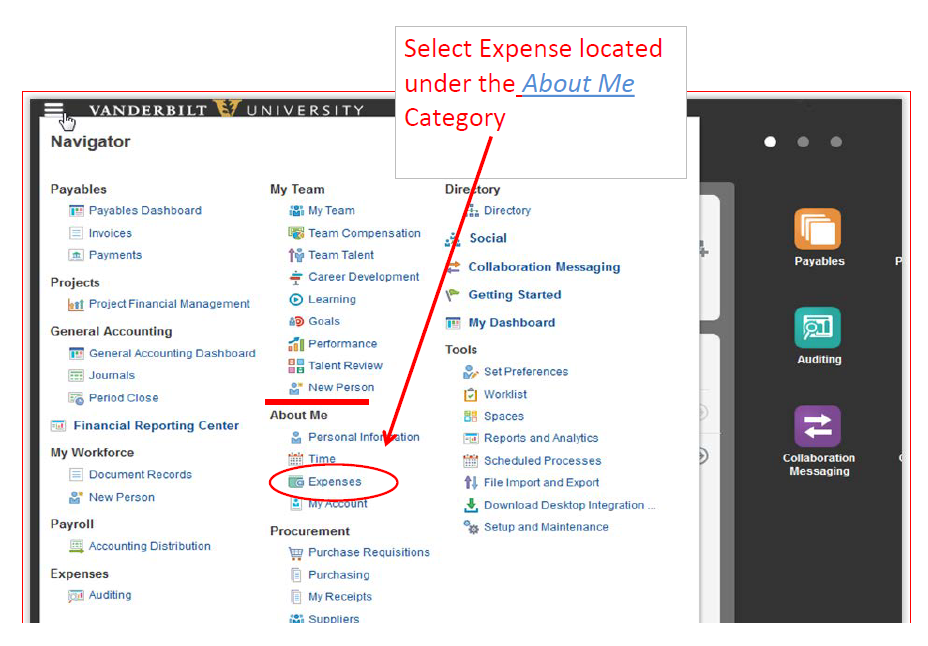 Select Expense located
under the About Me
Category
VANDERBILT UNIVERSITY
Navigator
Payables
Payables Dashboard
Invoices
Payments
Projects
Project Financial Management
General Accounting
General Accounting Dashboard
Journals
Period Close
Financial Reporting Center
My Workforce
Document Records
New Person
Payroll
Accounting Distribution
Expenses
Auditing
My Team
My Team
Team Compensation
Team Talent
Career Development
Learning
Goals
Performance
Talent Review
New Person
About Me
Personal Information
Time
Expenses
My Account
Procurement
Purchase Requisitions
Purchasing
My Receipts
Suppliers
Directory
Directory
Social
Collaboration Messaging
Getting Started
My Dashboard
Tools
Set Preferences
Worklist
Spaces
Reports and Analytics
Scheduled Processes
File Import and Export
Download Desktop Integration ...
Setup and Maintenance
Payables
Auditing
Collaboration
Messaging